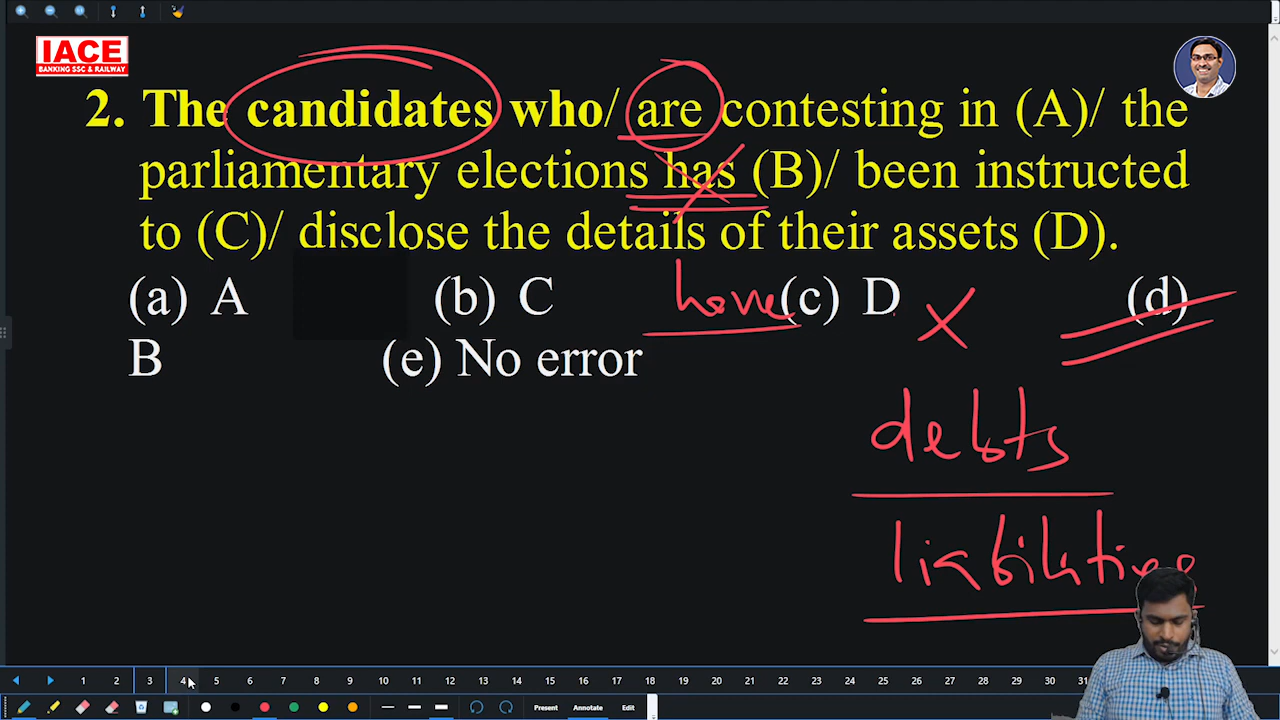 IACE
BANKING SSC & RAILWAY
2. The candidates who/ are contesting in (A)/ the
parliamentary elections has (B)/ been instructed
to (C)/ disclose the details of their assets (D).
have
(a) A (b) C (c) D (d)
B (e) No error
debts
liabilities
1 2 3 4 5 6 7 8 9 10 11 12 13 14 15 16 17 18 19 20 21 22 23 24 25 26 27 28 29 30 31
Present Annotate Edit